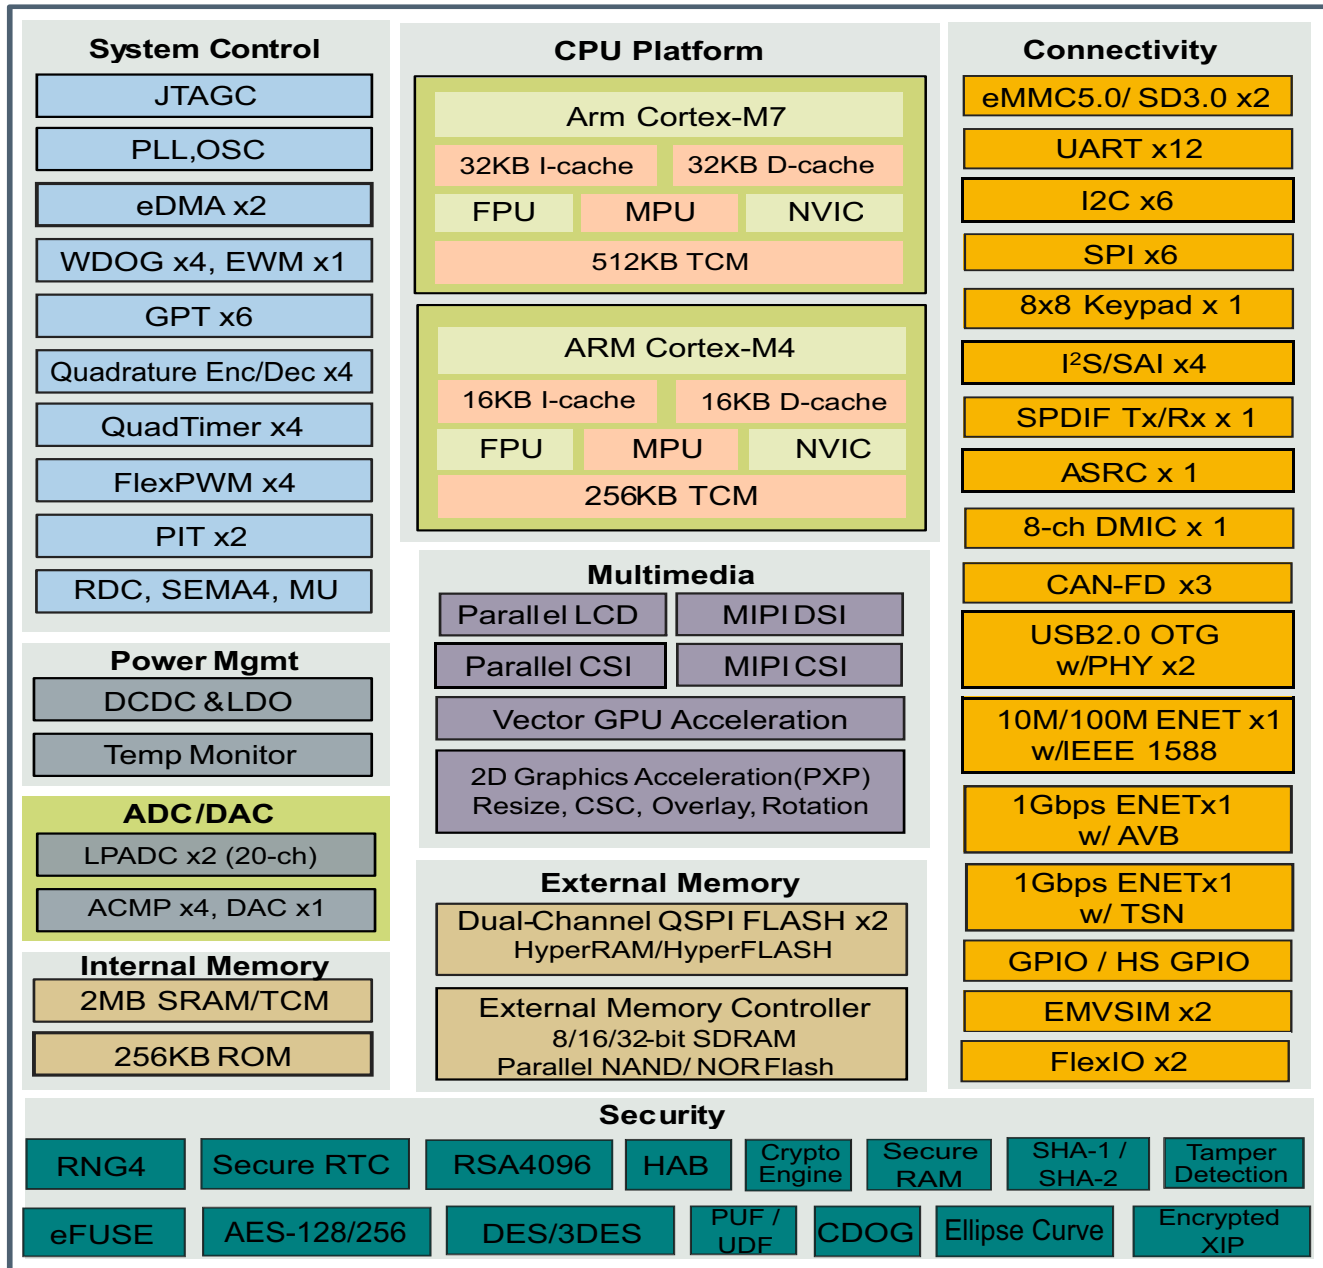 System Control
JTAGC
PLL,OSC
eDMA x2
WDOG x4, EWM x1
GPT x6
Quadrature Enc/Dec x4
QuadTimer x4
FlexPWM x4
PIT x2
RDC, SEMA4, MU
Power Mgmt
DCDC &LDO
Temp Monitor
ADC/DAC
LPADC x2 (20-ch)
ACMP x4, DAC x1
Internal Memory
2MB SRAM/TCM
256KB ROM
CPU Platform
Arm Cortex-M7
32KB I-cache
32KB D-cache
FPU
MPU
NVIC
512KB TCM
ARM Cortex-M4
16KB I-cache
16KB D-cache
FPU
MPU
NVIC
256KB TCM
Multimedia
Parallel LCD
MIPI DSI
Parallel CSI
MIPI CSI
Vector GPU Acceleration
2D Graphics Acceleration(PXP)
Resize, CSC, Overlay, Rotation
External Memory
Dual-Channel QSPI FLASH x2
HyperRAM/HyperFLASH
External Memory Controller
8/16/32-bit SDRAM
Parallel NAND/ NOR Flash
Connectivity
eMMC5.0/ SD3.0 x2
UART x12
I2C x6
SPI x6
8x8 Keypad x 1
I²S/SAI x4
SPDIF Tx/Rx x 1
ASRC x 1
8-ch DMIC x 1
CAN-FD x3
USB2.0 OTG
w/PHY x2
10M/100M ENET x1
w/IEEE 1588
1Gbps ENETx1
w/ AVB
1Gbps ENETx1
w/ TSN
GPIO / HS GPIO
EMVSIM x2
FlexIO x2
Security
RNG4
Secure RTC
RSA4096
HAB
Crypto
Engine
Secure
RAM
SHA-1 /
SHA-2
Tamper
Detection
eFUSE
AES-128/256
DES/3DES
PUF /
UDF
CDOG
Ellipse Curve
Encrypted
XIP